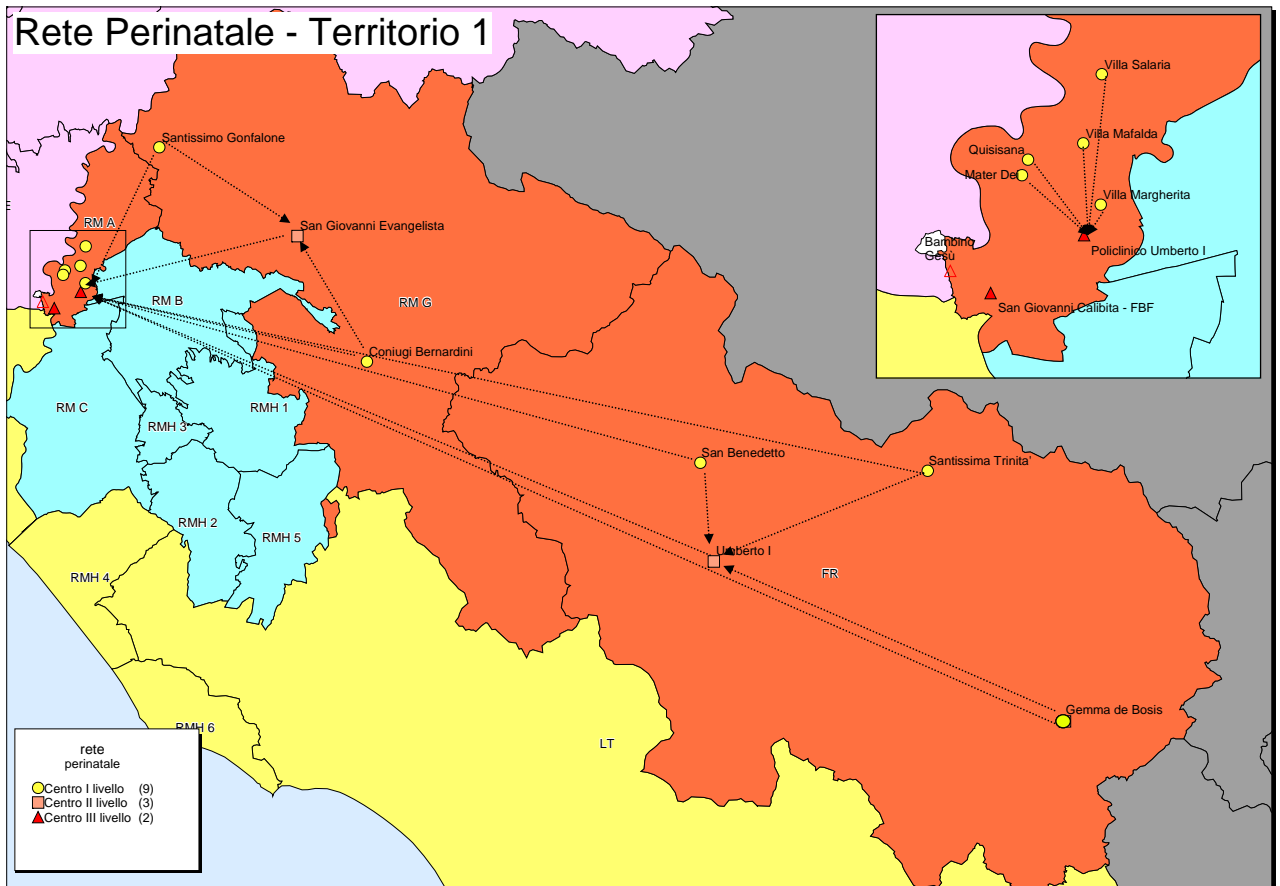 Rete Perinatale - Territorio 1
Santissimo Gonfalone
E
RM A
San Giovanni Evangelista
RM B
RM G
Coniugi Bernardini
RM C
RMH 1
RMH 3
San Benedetto
Santissima Trinita'
RMH 2
RMH 5
Umberto I
FR
RMH 4
Gemma de Bosis
RMH 6
LT
Villa Salaria
Villa Mafalda
Quisisana
Mater Dei
Villa Margherita
Bambino
Gesù
Policlinico Umberto I
San Giovanni Calibita - FBF
rete
perinatale
Centro I livello (9)
Centro II livello (3)
Centro III livello (2)